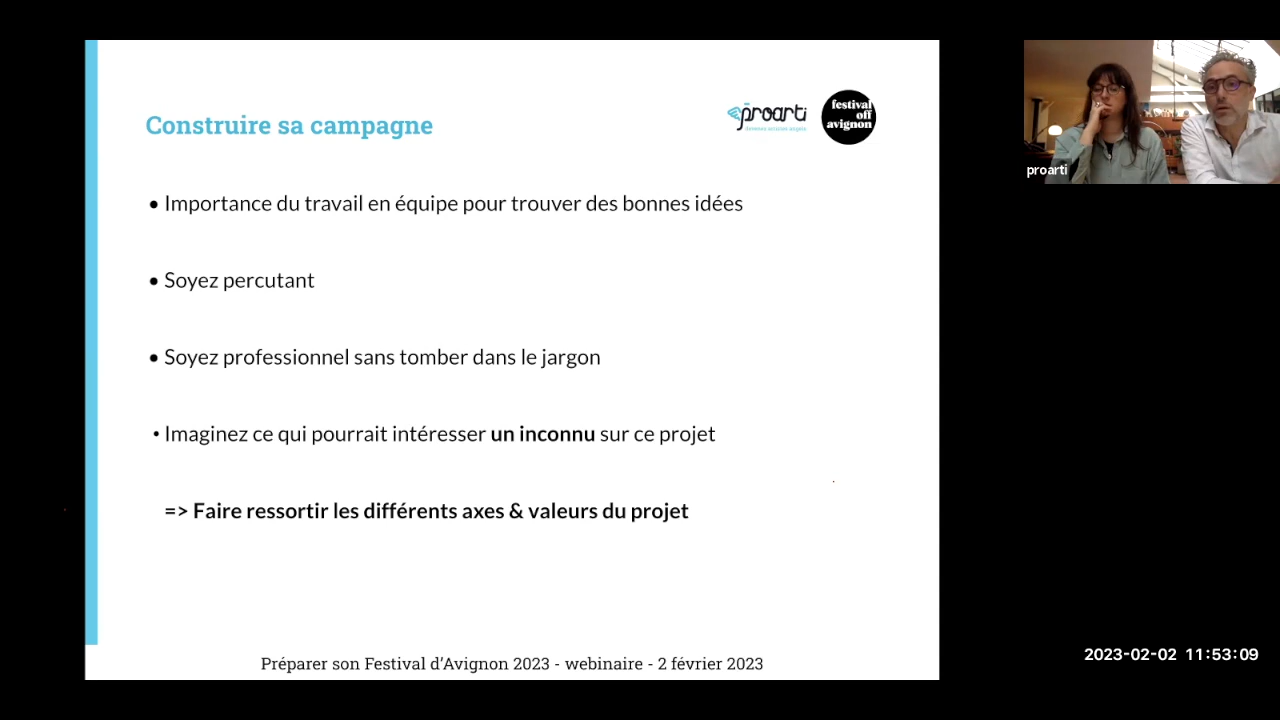 Construire sa campagne
proarti
festival
off
avignon
• Importance du travail en équipe pour trouver des bonnes idées
• Soyez percutant
• Soyez professionnel sans tomber dans le jargon
• Imaginez ce qui pourrait intéresser un inconnu sur ce projet
=> Faire ressortir les différents axes & valeurs du projet
Préparer son Festival d'Avignon 2023 - webinaire - 2 février 2023
proarti
2023-02-02 11:53:09